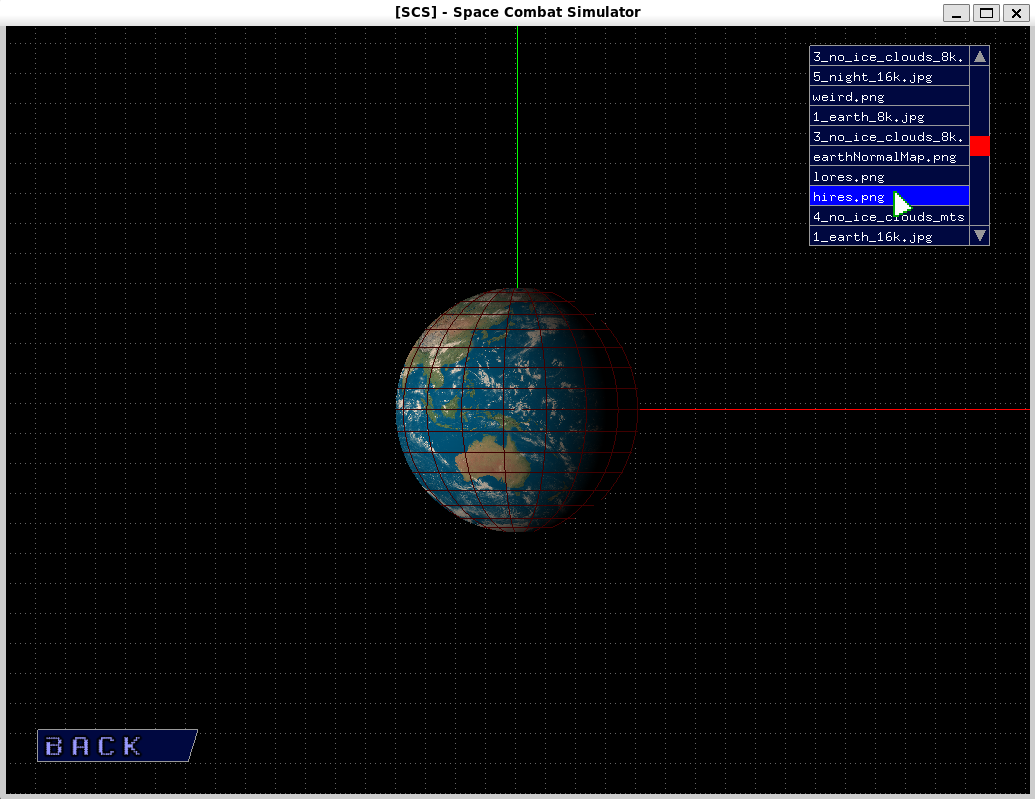 [SCS] - Space Combat Simulator
3_no_ice_clouds_8k.
5_night_16k.jpg
weird.png
1_earth_8k.jpg
3_no_ice_clouds_8k.
earthNormalMap.png
lores.png
hires.png
4_no_ice_clouds_mts
1_earth_16k.jpg
BACK